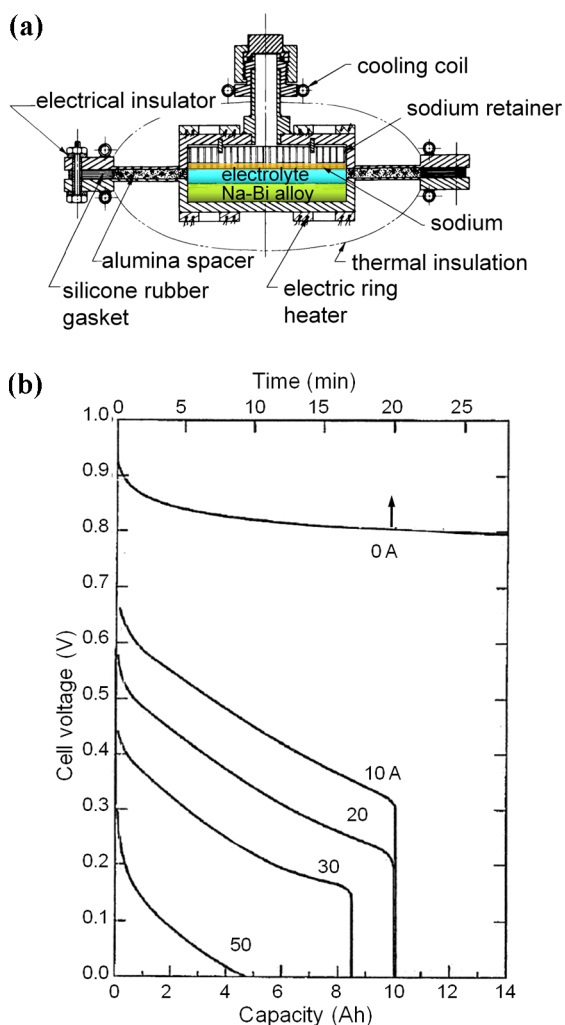 (a)
cooling coil
electrical insulator
sodium retainer
electrolyte
Na-Bi alloy
sodium
alumina spacer
thermal insulation
silicone rubber
gasket
electric ring
heater
(b)
Time (min)
0 5 10 15 20 25
1.0
0.9
0.8
0 A
0.7
0.6
0.5
0.4
10 A
0.3
20
0.2
30
0.1
50
0.0
Cell voltage (V)
0 2 4 6 8 10 12 14
Capacity (Ah)